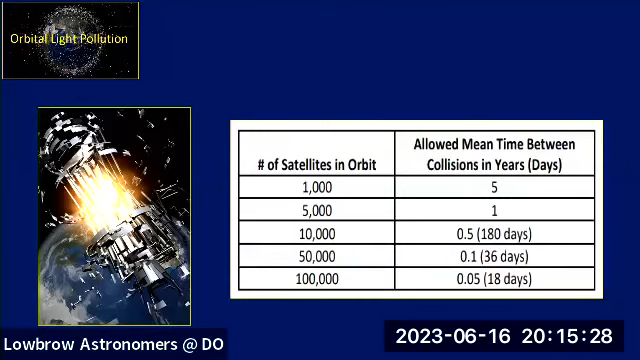 Orbital Light Pollution
# of Satellites in Orbit
Allowed Mean Time Between
Collisions in Years (Days)
1,000 5
5,000 1
10,000 0.5 (180 days)
50,000 0.1 (36 days)
100,000 0.05 (18 days)
Lowbrow Astronomers @ DO
2023-06-16 20:15:28